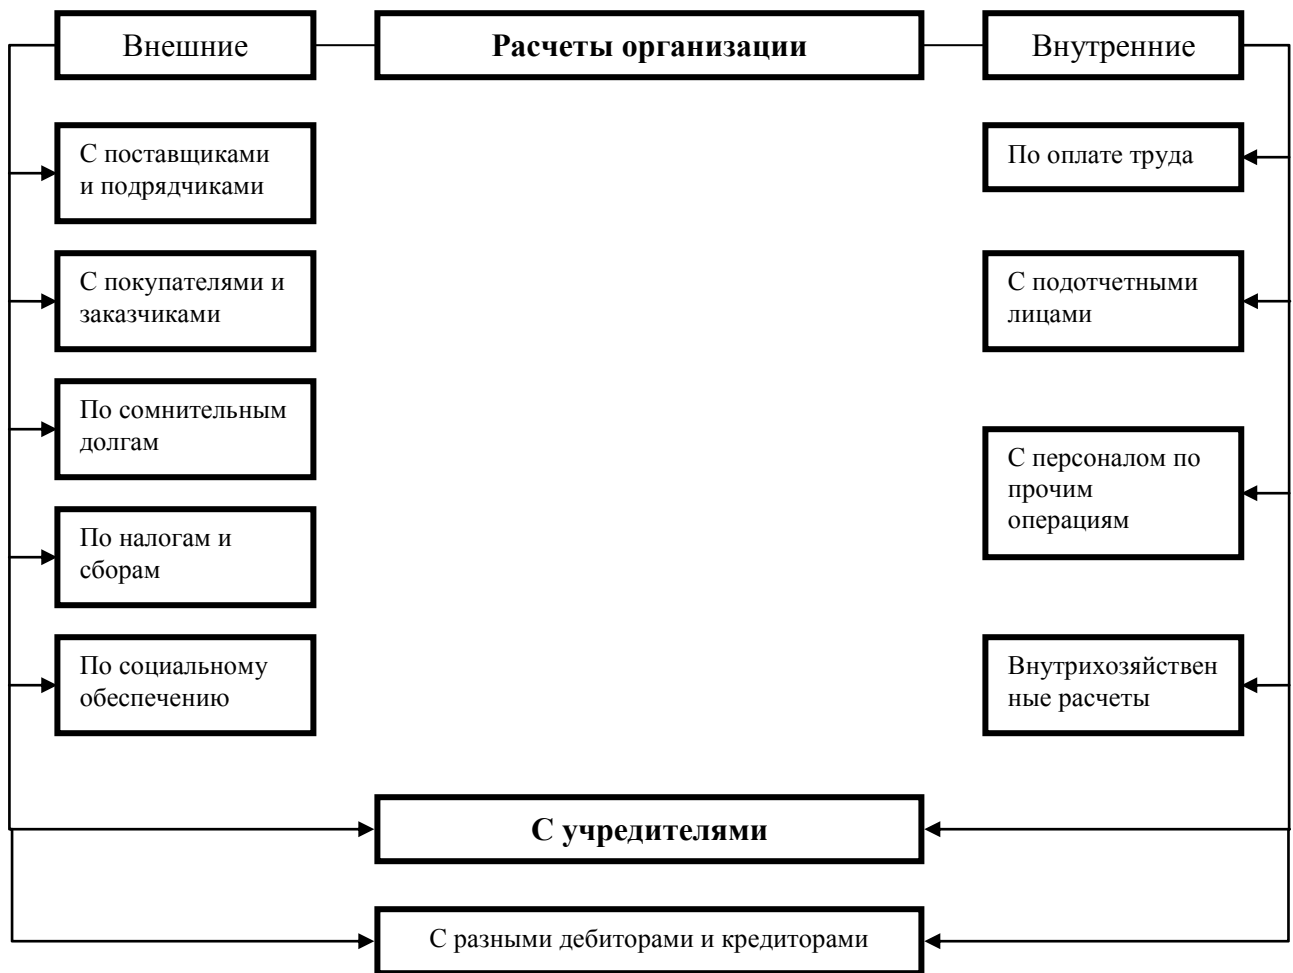 Внешние
Расчеты организации
Внутренние
С поставщиками
и подрядчиками
По оплате труда
С покупателями и
заказчиками
С подотчетными
лицами
По сомнительным
долгам
С персоналом по
прочим
операциям
По налогам и
сборам
По социальному
обеспечению
Внутрихозяйствен
ные расчеты
С учредителями
С разными дебиторами и кредиторами